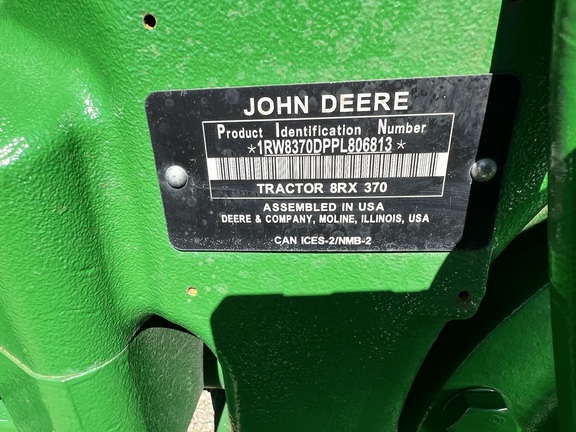 JOHN DEERE
Product Identification Number
*1RW8370DPPL806813*
TRACTOR 8RX 370
ASSEMBLED IN USA
DEERE & COMPANY, MOLINE, ILLINOIS, USA
CAN ICES-2/NMB-2